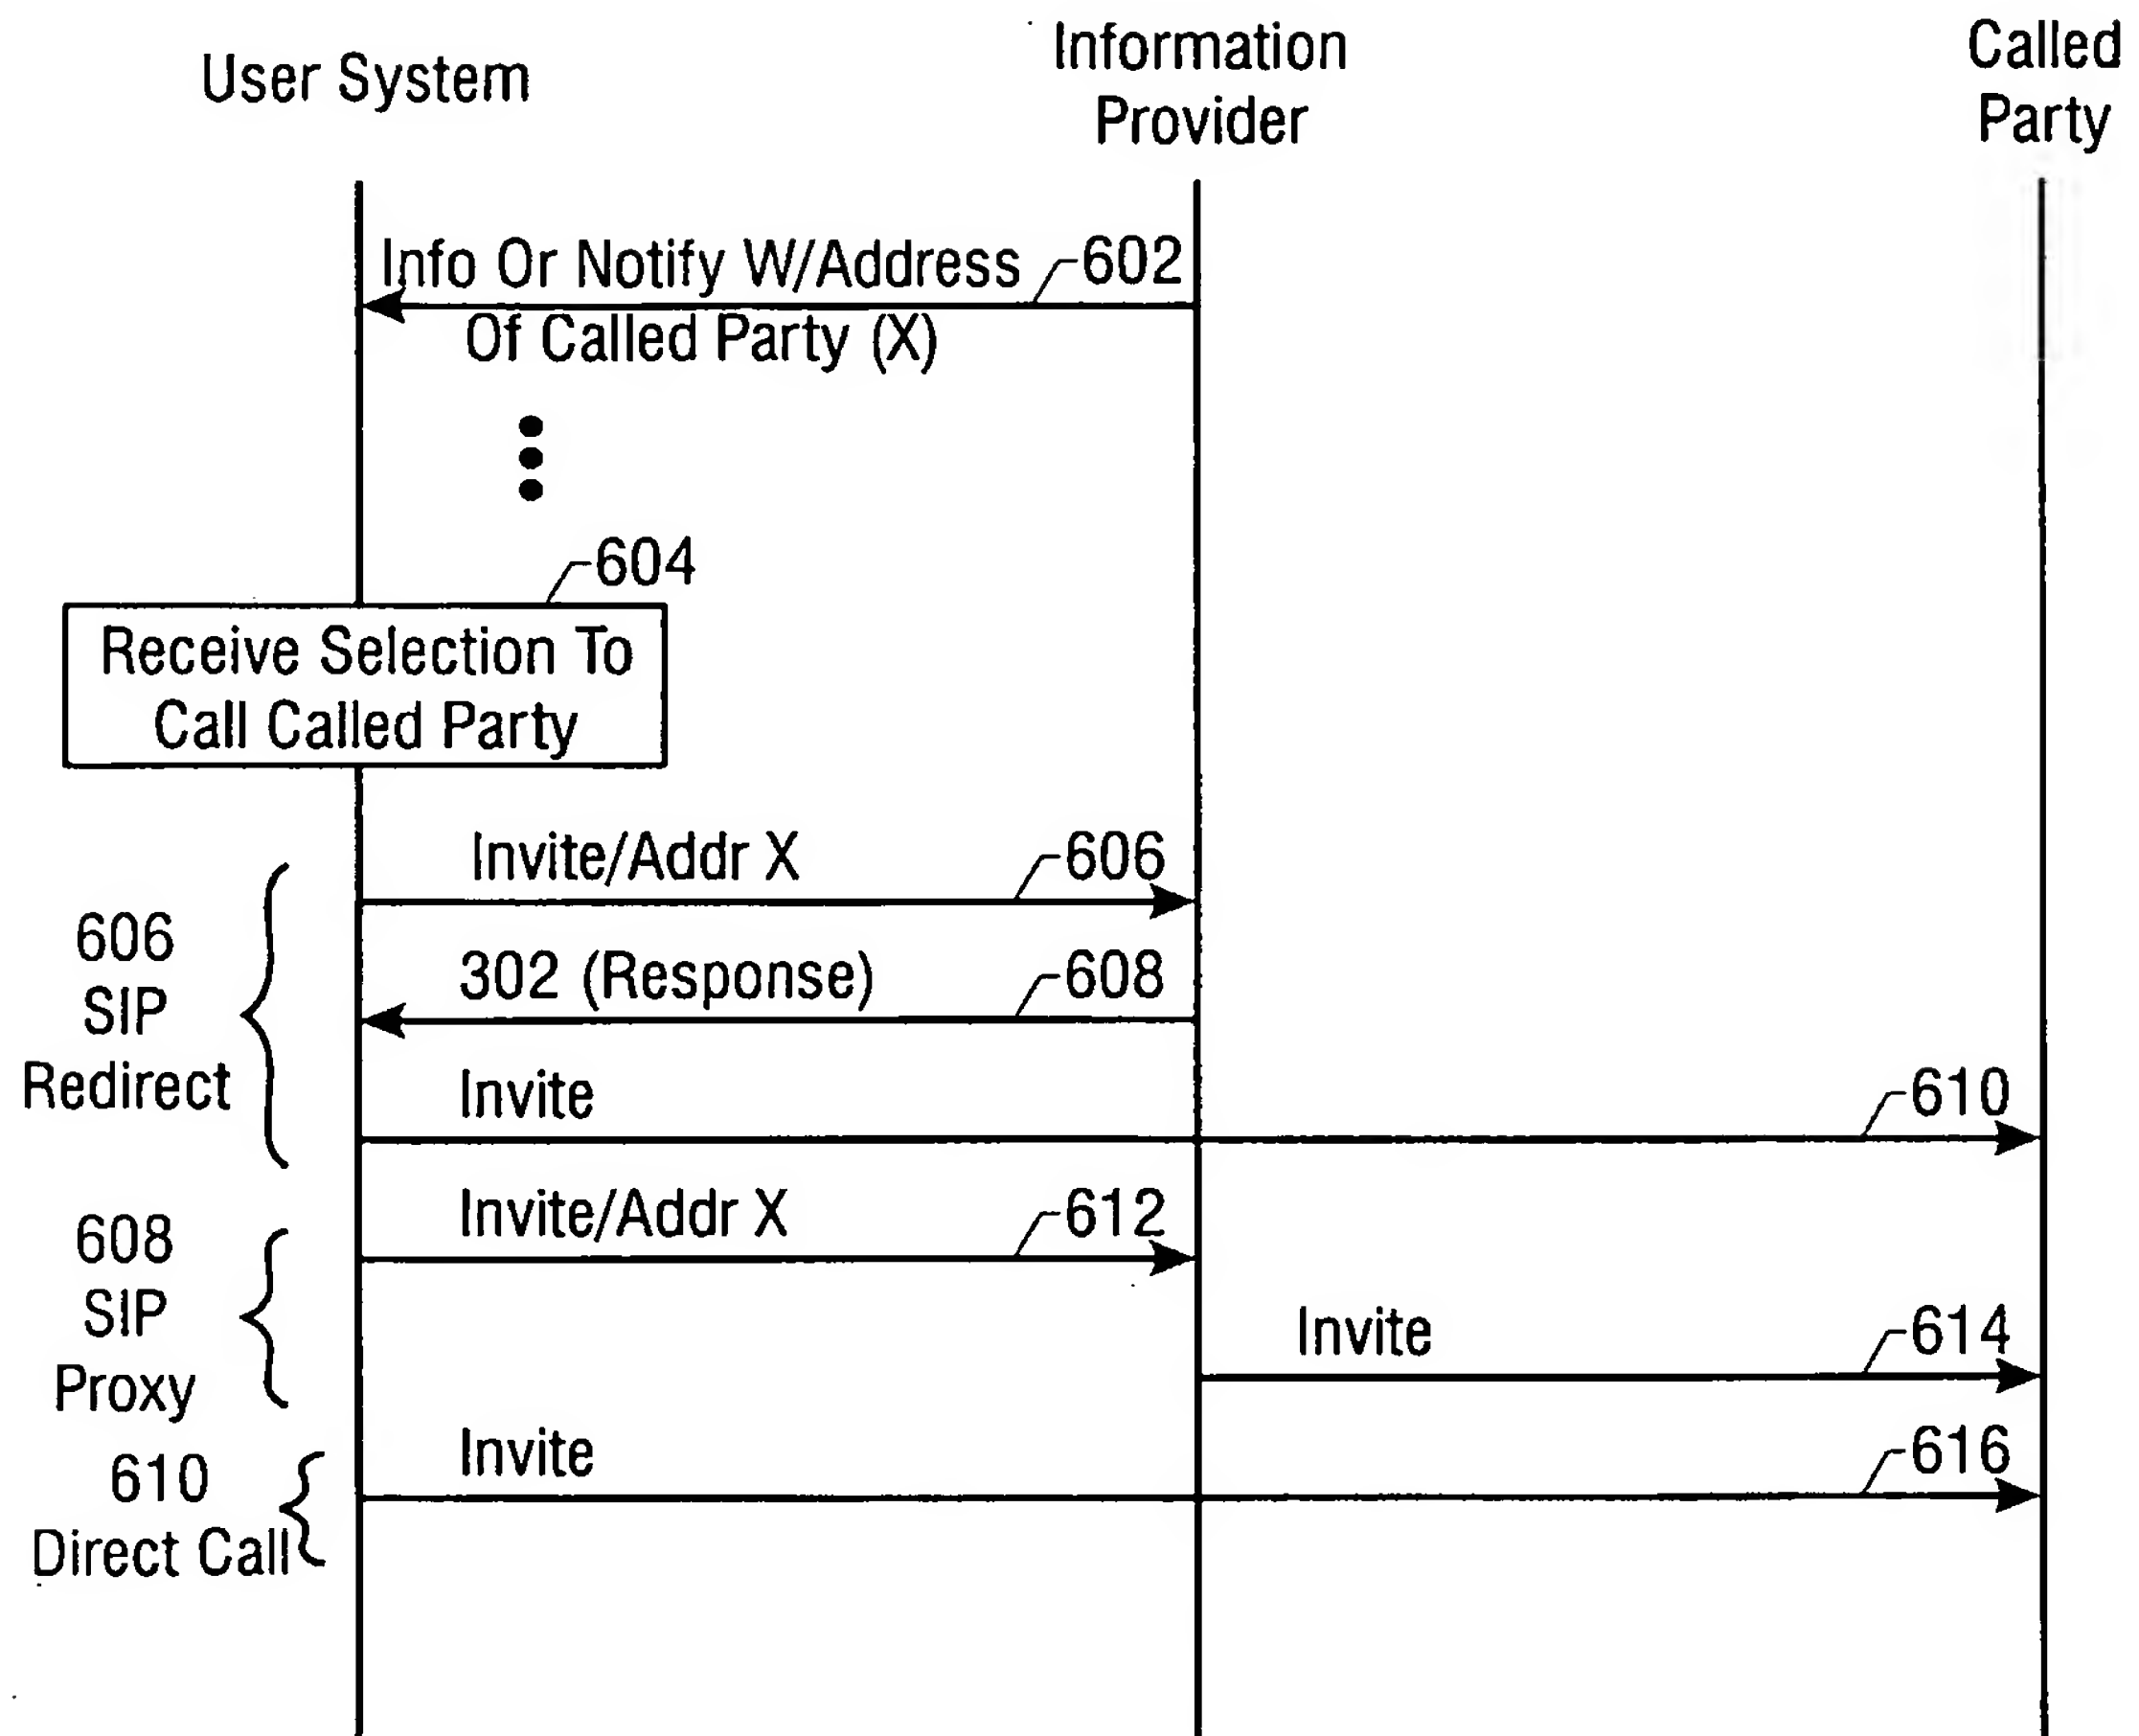 User System
Information
Provider
Called
Party
Info Or Notify W/Address
602
Of Called Party (X)
604
Receive Selection To
Call Called Party
Invite/Addr X
606
606
SIP
Redirect
302 (Response)
608
Invite
610
608
SIP
Proxy
Invite/Addr X
612
Invite
614
610
Direct Call
Invite
616